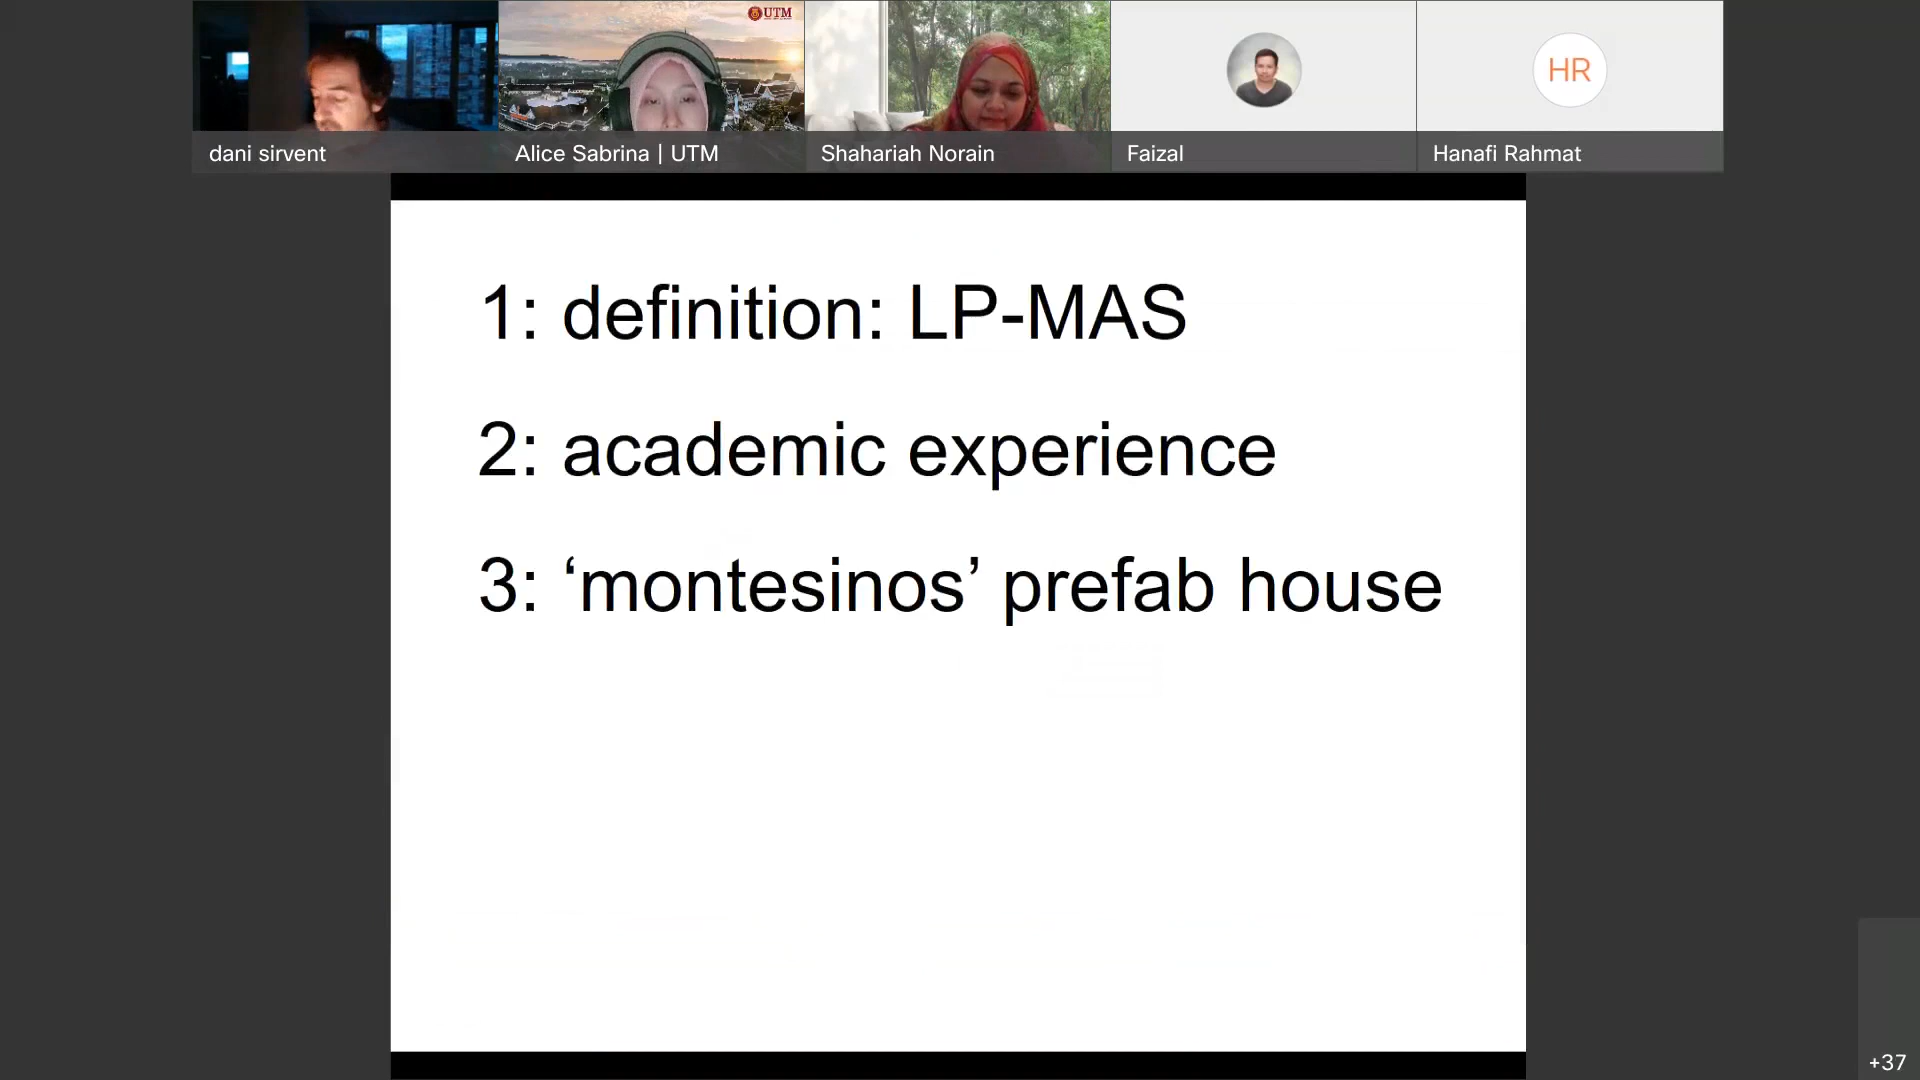 UTM
dani sirvent
Alice Sabrina | UTM
Shahariah Norain
Faizal
HR
Hanafi Rahmat
1: definition: LP-MAS
2: academic experience
3: ‘montesinos’ prefab house
+37